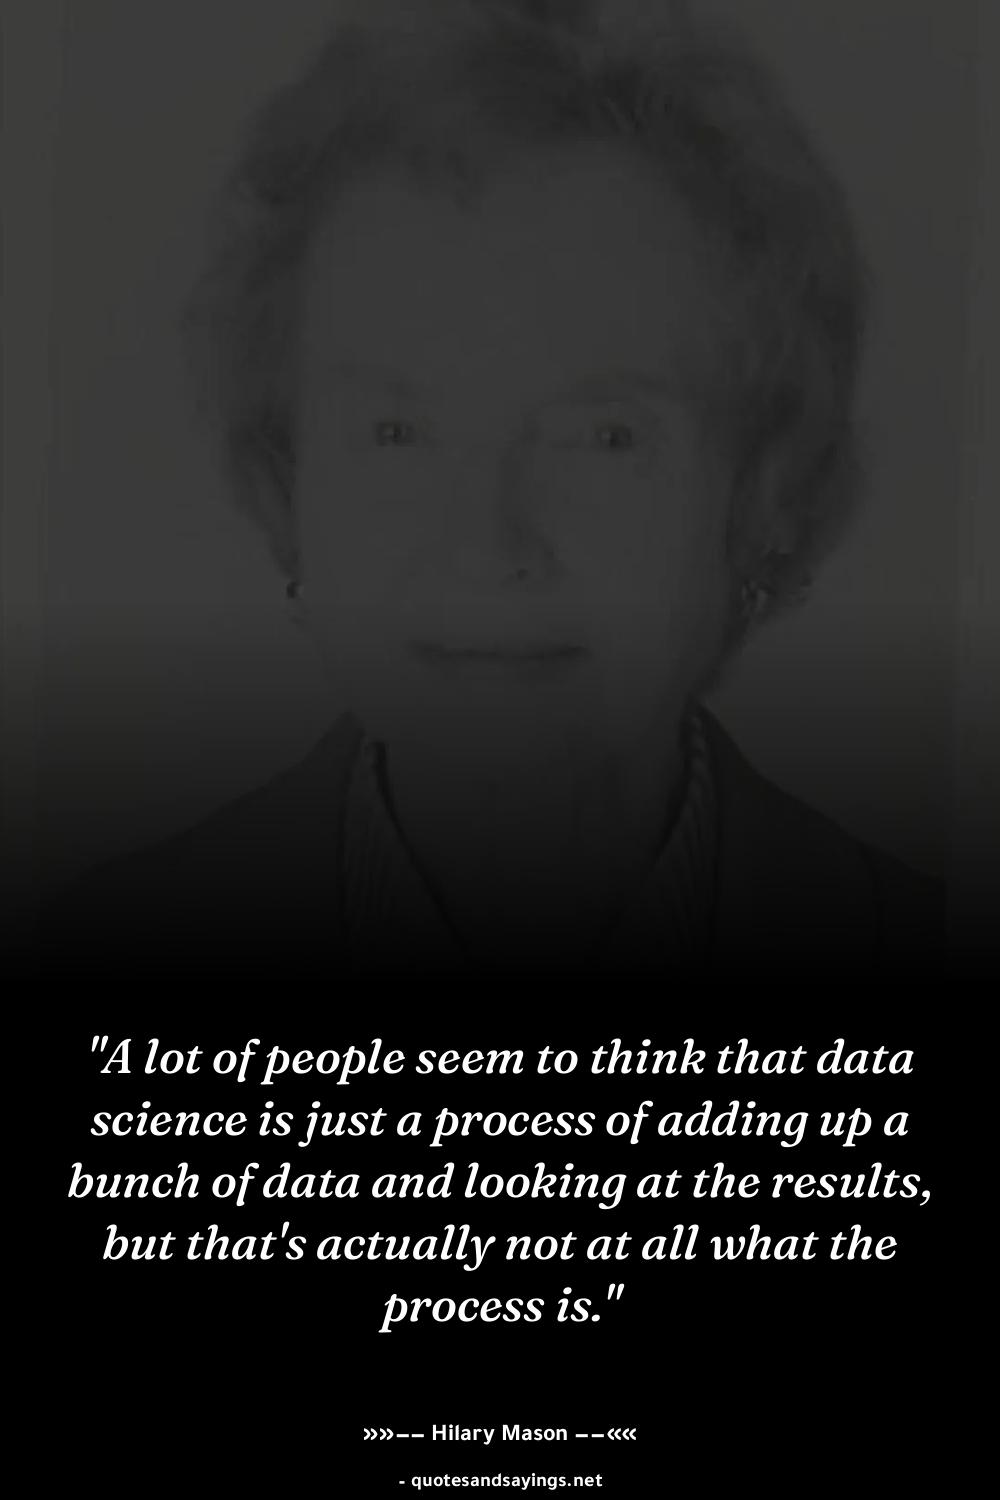 "A lot of people seem to think that data
science is just a process of adding up a
bunch of data and looking at the results,
but that's actually not at all what the
process is."
»»–– Hilary Mason ––««
- quotesandsayings.net